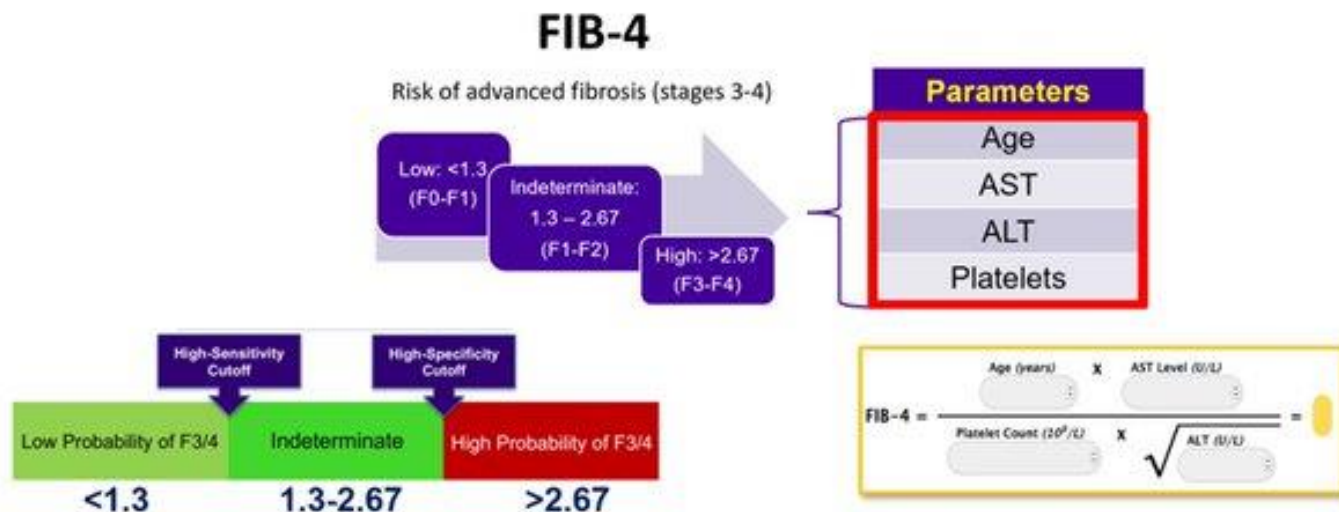 FIB-4
Risk of advanced fibrosis (stages 3-4)
Low: <1.3
(F0-F1)
Indeterminate:
1.3 – 2.67
(F1-F2)
High: >2.67
(F3-F4)
Parameters
Age
AST
ALT
Platelets
High-Sensitivity
Cutoff
High-Specificity
Cutoff
Low Probability of F3/4
Indeterminate
High Probability of F3/4
<1.3
1.3-2.67
>2.67
Age (years) x AST Level (U/L)
FIB-4 = =
Platelet Count (10⁹/L) x √ ALT (U/L)